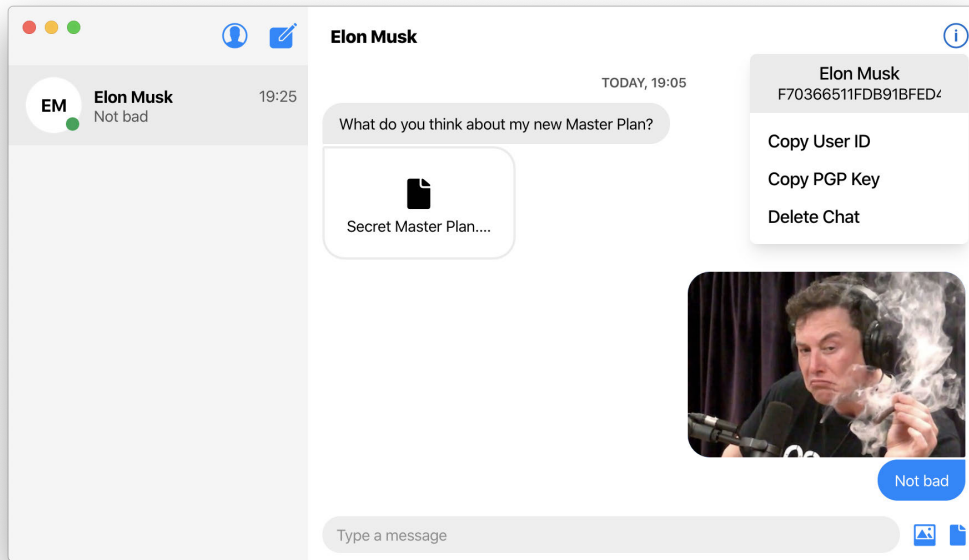 Elon Musk
EM
Elon Musk
19:25
Not bad
TODAY, 19:05
What do you think about my new Master Plan?
Secret Master Plan....
Elon Musk
F70366511FDB91BFED
Copy User ID
Copy PGP Key
Delete Chat
Not bad
Type a message